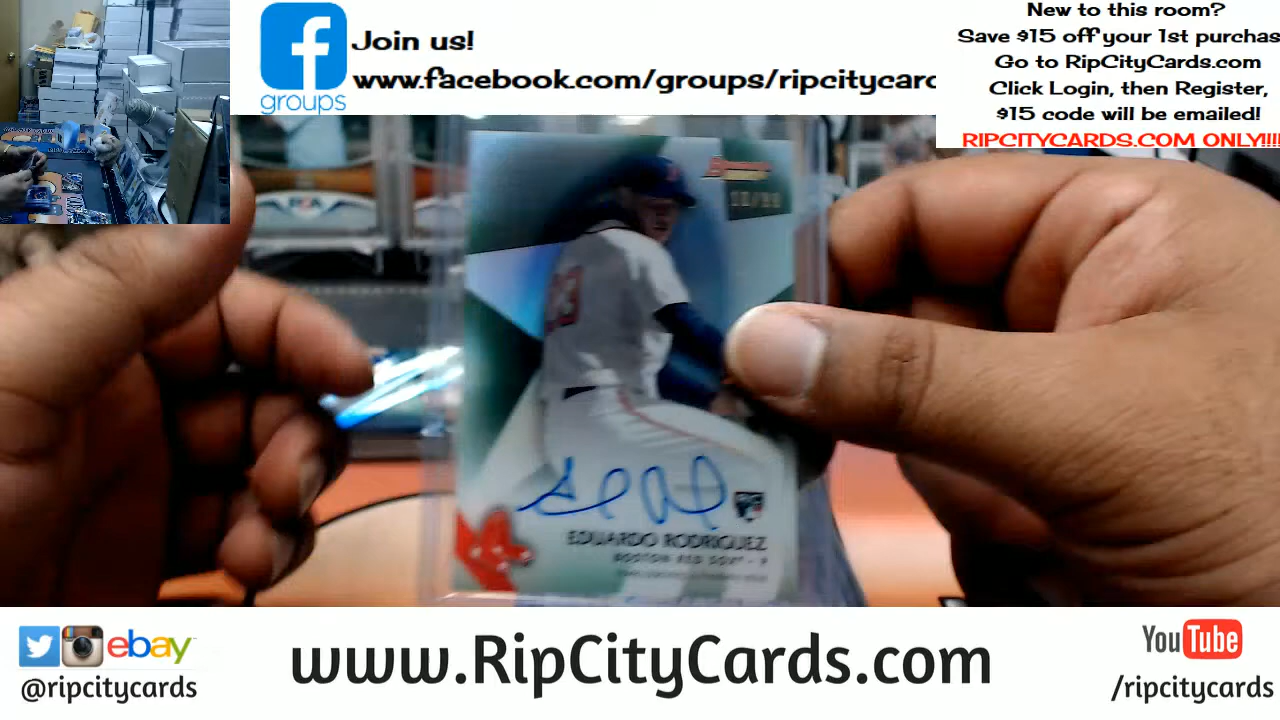 Join us!
www.facebook.com/groups/ripcitycarc
groups
New to this room?
Save $15 off your 1st purchas
Go to RipCityCards.com
Click Login, then Register,
$15 code will be emailed!
RIPCITYCARDS.COM ONLY!!!!
Bowman's
EDUARDO RODRIGUEZ
BOSTON RED SOX - P
ebay
@ripcitycards
www.RipCityCards.com
YouTube
/ripcitycards